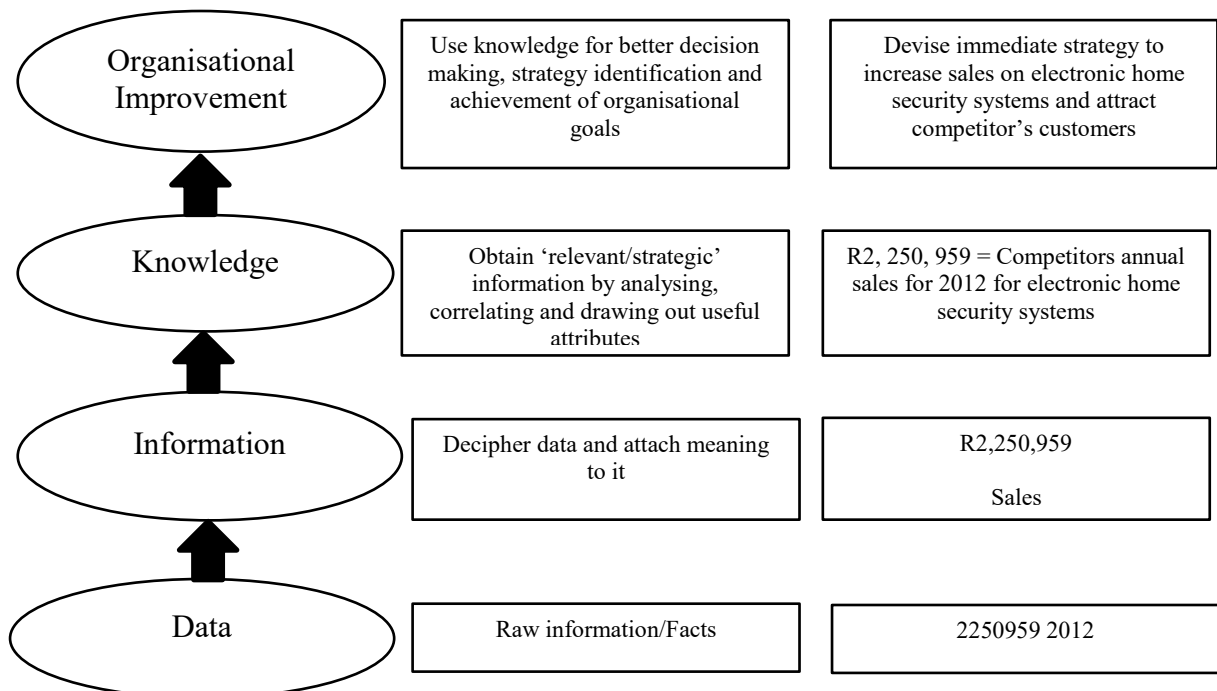 Organisational
Improvement
Use knowledge for better decision
making, strategy identification and
achievement of organisational
goals
Devise immediate strategy to
increase sales on electronic home
security systems and attract
competitor’s customers
Knowledge
Obtain ‘relevant/strategic’
information by analysing,
correlating and drawing out useful
attributes
R2, 250, 959 = Competitors annual
sales for 2012 for electronic home
security systems
Information
Decipher data and attach meaning
to it
R2,250,959
Sales
Data
Raw information/Facts
2250959 2012